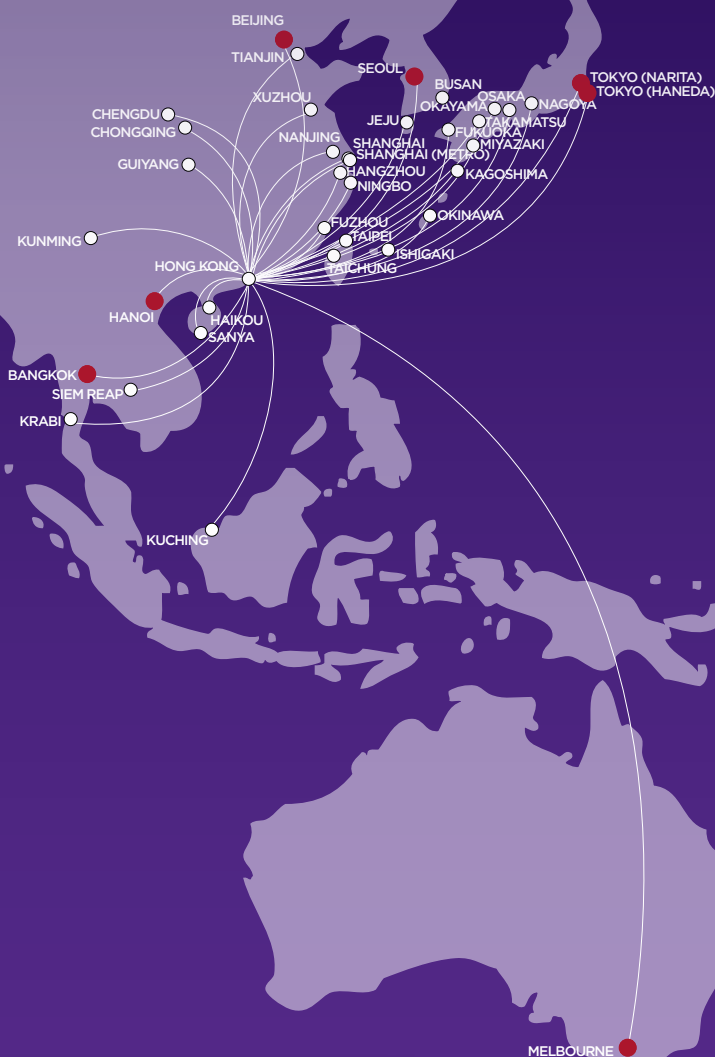 BEIJING
TIANJIN
SEOUL
TOKYO (NARITA)
BUSAN
TOKYO (HANEDA)
XUZHOU
OSAKA
OKAYAMA
NAGOYA
CHENGDU
JEJU
TAKAMATSU
CHONGQING
FUKUOKA
NANJING
SHANGHAI
MIYAZAKI
SHANGHAI (METRO)
GUIYANG
HANGZHOU
KAGOSHIMA
NINGBO
OKINAWA
FUZHOU
TAIPEI
KUNMING
ISHIGAKI
HONG KONG
TAICHUNG
HANOI
HAIKOU
SANYA
BANGKOK
SIEM REAP
KRABI
KUCHING
MELBOURNE